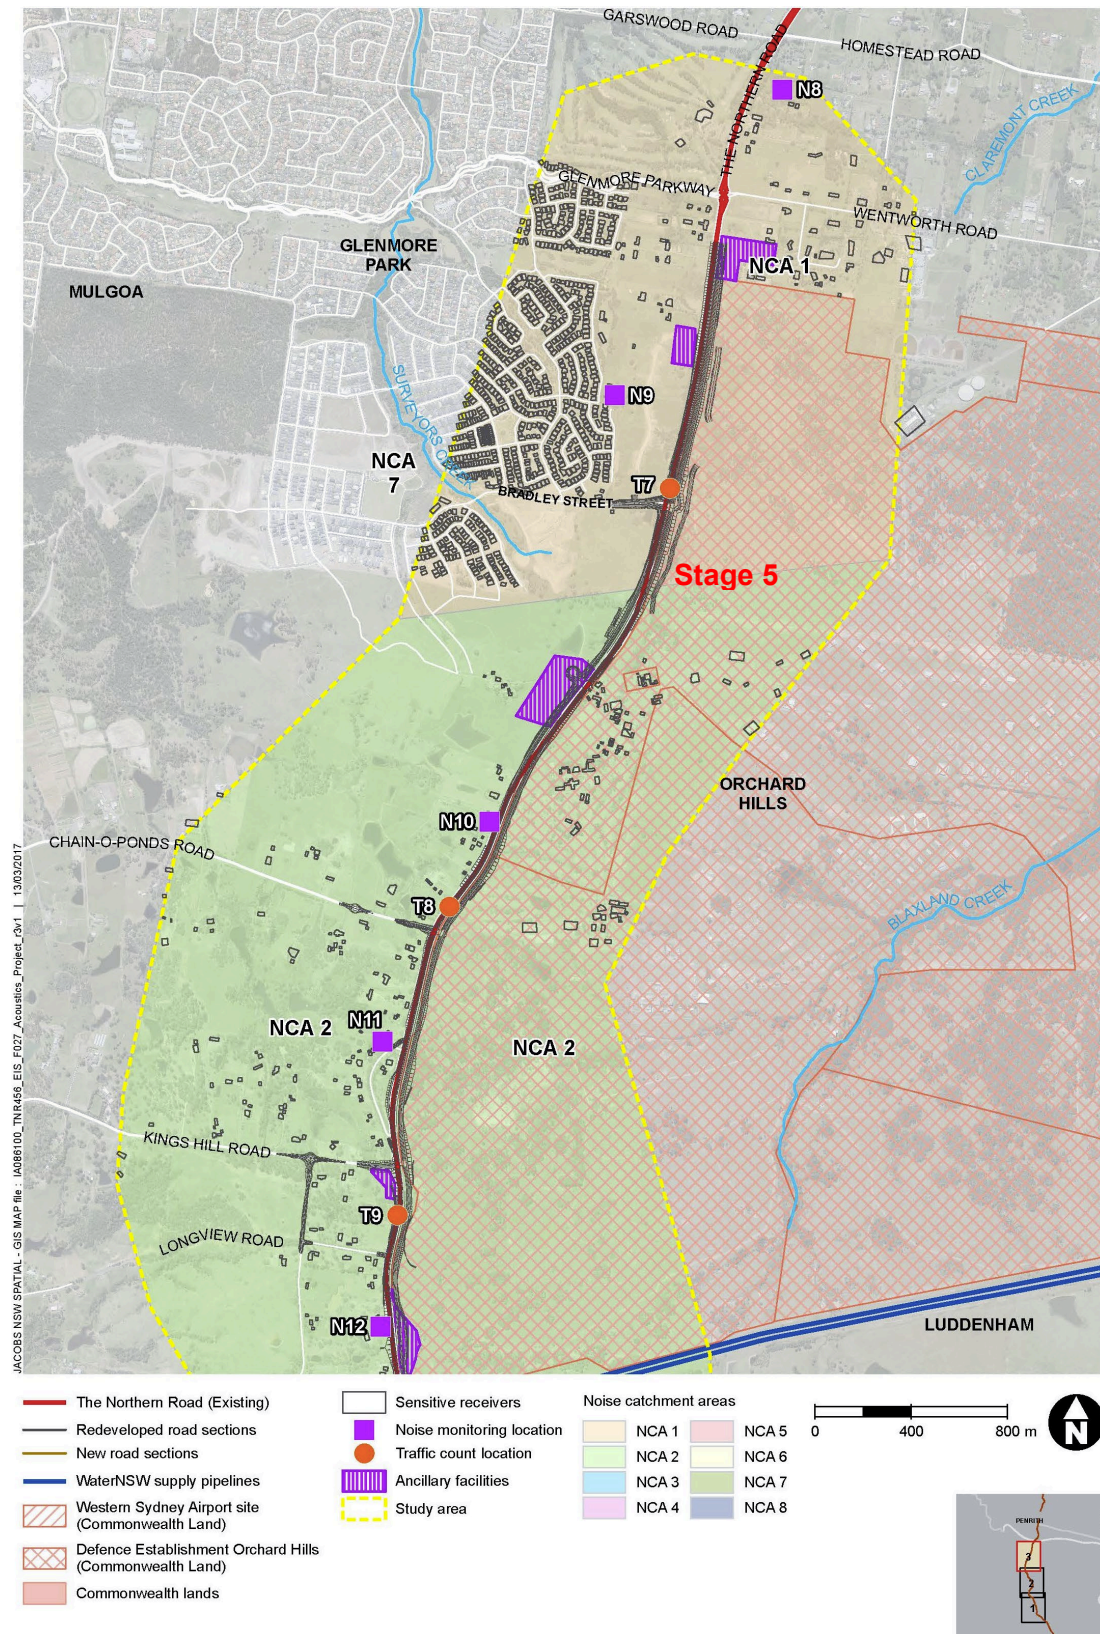 GARSWOOD ROAD
HOMESTEAD ROAD
THE NORTHERN ROAD
N8
CLAREMONT CREEK
GLENMORE PARKWAY
WENTWORTH ROAD
GLENMORE
PARK
NCA 1
MULGOA
SURVEYORS CREEK
N9
NCA
7
T7
BRADLEY STREET
Stage 5
ORCHARD
HILLS
N10
CHAIN-O-PONDS ROAD
T8
BLAXLAND CREEK
N11
NCA 2
NCA 2
KINGS HILL ROAD
T9
LONGVIEW ROAD
N12
LUDDENHAM
JACOBS NSW SPATIAL - GIS MAP file : IA086100_TNR456_EIS_F027_Acoustics_Project_r3v1 | 13/03/2017
The Northern Road (Existing)
Redeveloped road sections
New road sections
WaterNSW supply pipelines
Western Sydney Airport site
(Commonwealth Land)
Defence Establishment Orchard Hills
(Commonwealth Land)
Commonwealth lands
Sensitive receivers
Noise monitoring location
Traffic count location
Ancillary facilities
Study area
Noise catchment areas
NCA 1
NCA 2
NCA 3
NCA 4
NCA 5
NCA 6
NCA 7
NCA 8
0 400 800 m
N
PENRITH
3
2
1